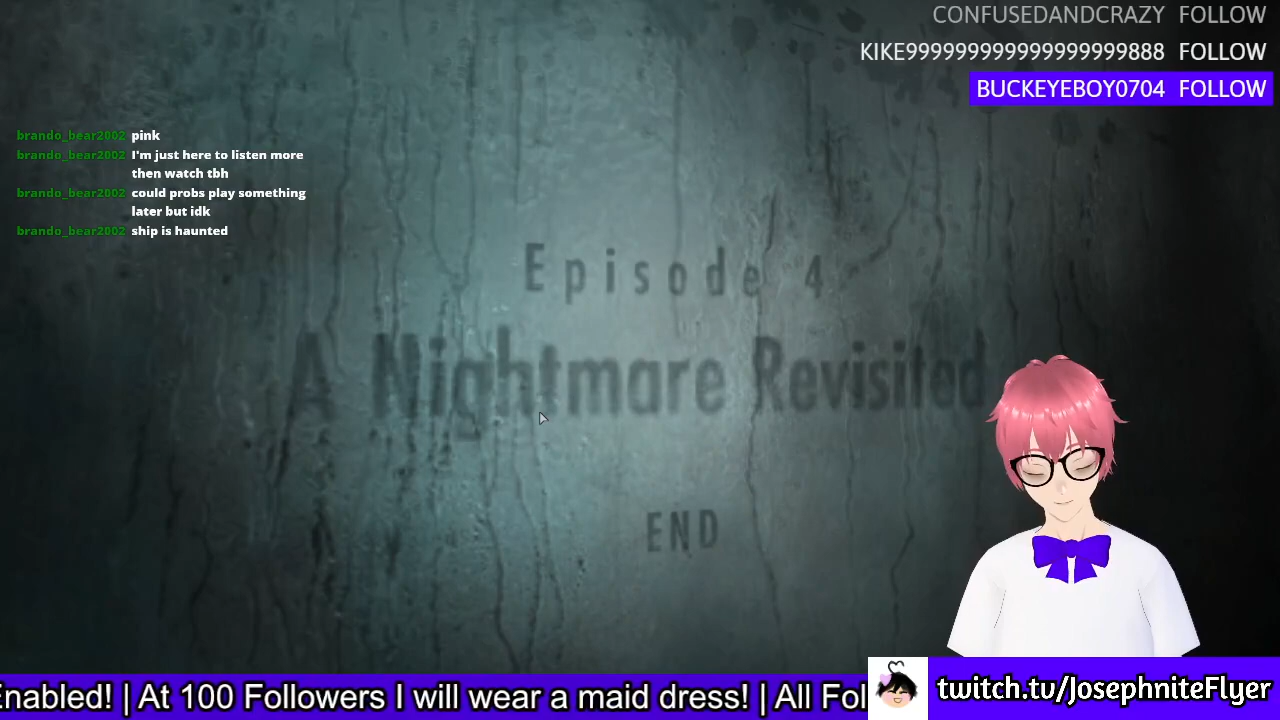 CONFUSEDANDCRAZY FOLLOW
KIKE999999999999999999888 FOLLOW
BUCKEYEBOY0704 FOLLOW
brando_bear2002 pink
brando_bear2002 I'm just here to listen more
then watch tbh
brando_bear2002 could probs play something
later but idk
brando_bear2002 ship is haunted
Episode 4
A Nightmare Revisited
END
Enabled! | At 100 Followers I will wear a maid dress! | All Fol
twitch.tv/JosephniteFlyer